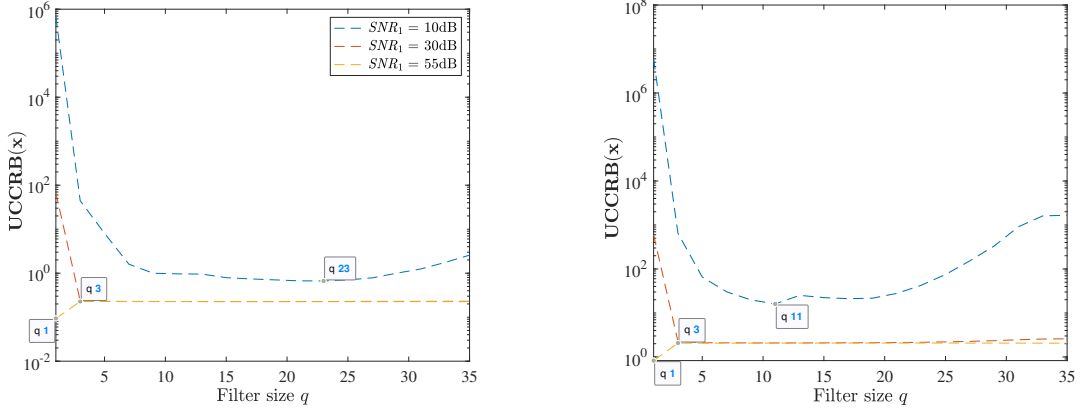 10^6
10^4
10^2
10^0
10^-2
UCCRB(x)
SNR_1 = 10dB
SNR_1 = 30dB
SNR_1 = 55dB
q 23
q 3
q 1
5 10 15 20 25 30 35
Filter size q
10^8
10^6
10^4
10^2
10^0
UCCRB(x)
q 11
q 3
q 1
5 10 15 20 25 30 35
Filter size q